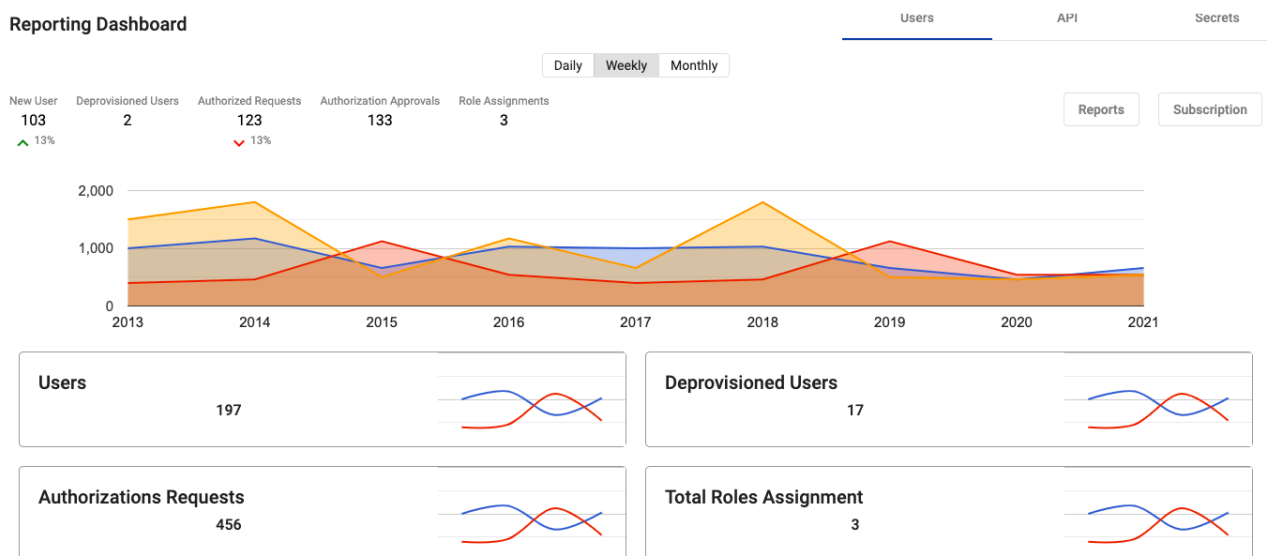 Reporting Dashboard
Users API Secrets
Daily Weekly Monthly
New User Deprovisioned Users Authorized Requests Authorization Approvals Role Assignments
103 2 123 133 3
13% 13%
Reports Subscription
2,000
1,000
0
2013 2014 2015 2016 2017 2018 2019 2020 2021
Users Deprovisioned Users
197 17
Authorizations Requests Total Roles Assignment
456 3